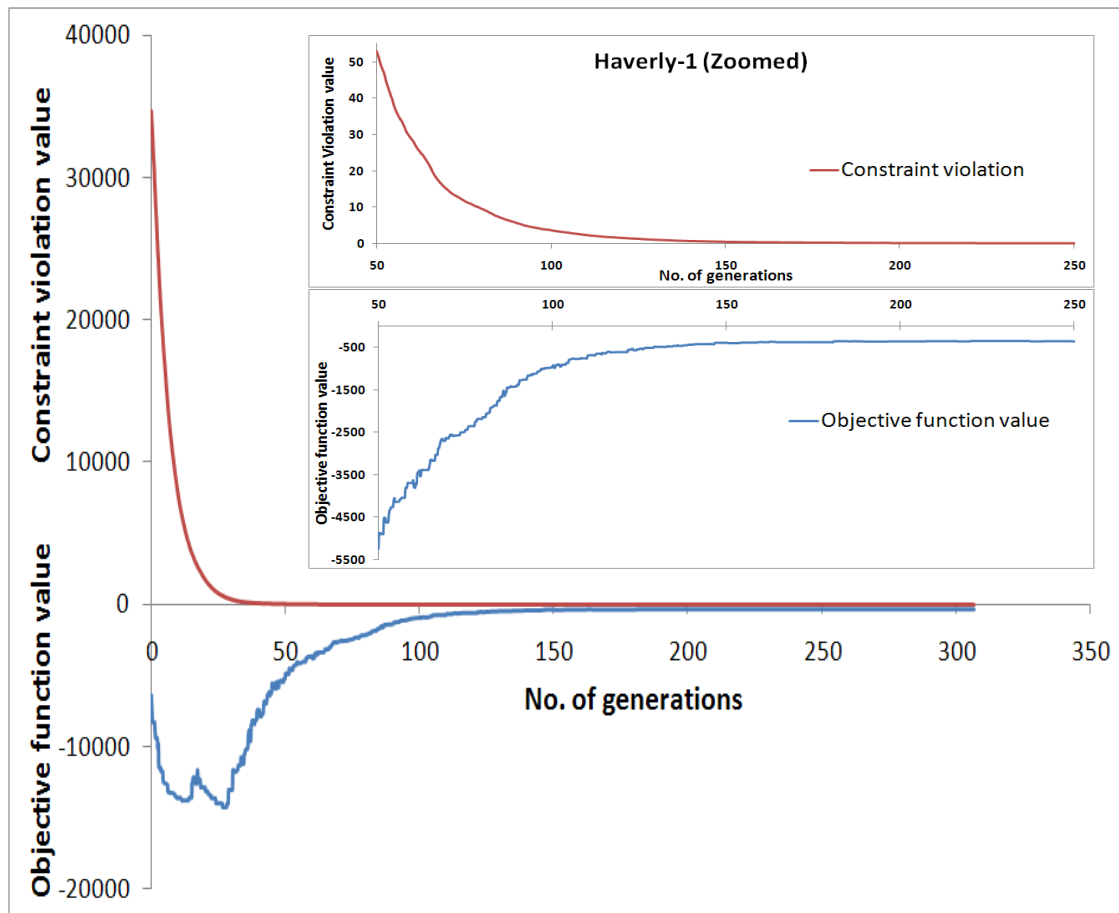 40000
30000
20000
10000
0
-10000
-20000
Constraint violation value
Objective function value
0 50 100 150 200 250 300 350
No. of generations
Haverly-1 (Zoomed)
50
40
30
20
10
0
Constraint Violation value
Constraint violation
50 100 150 200 250
No. of generations
50 100 150 200 250
-500
-1500
-2500
-3500
-4500
-5500
Objective function value
Objective function value